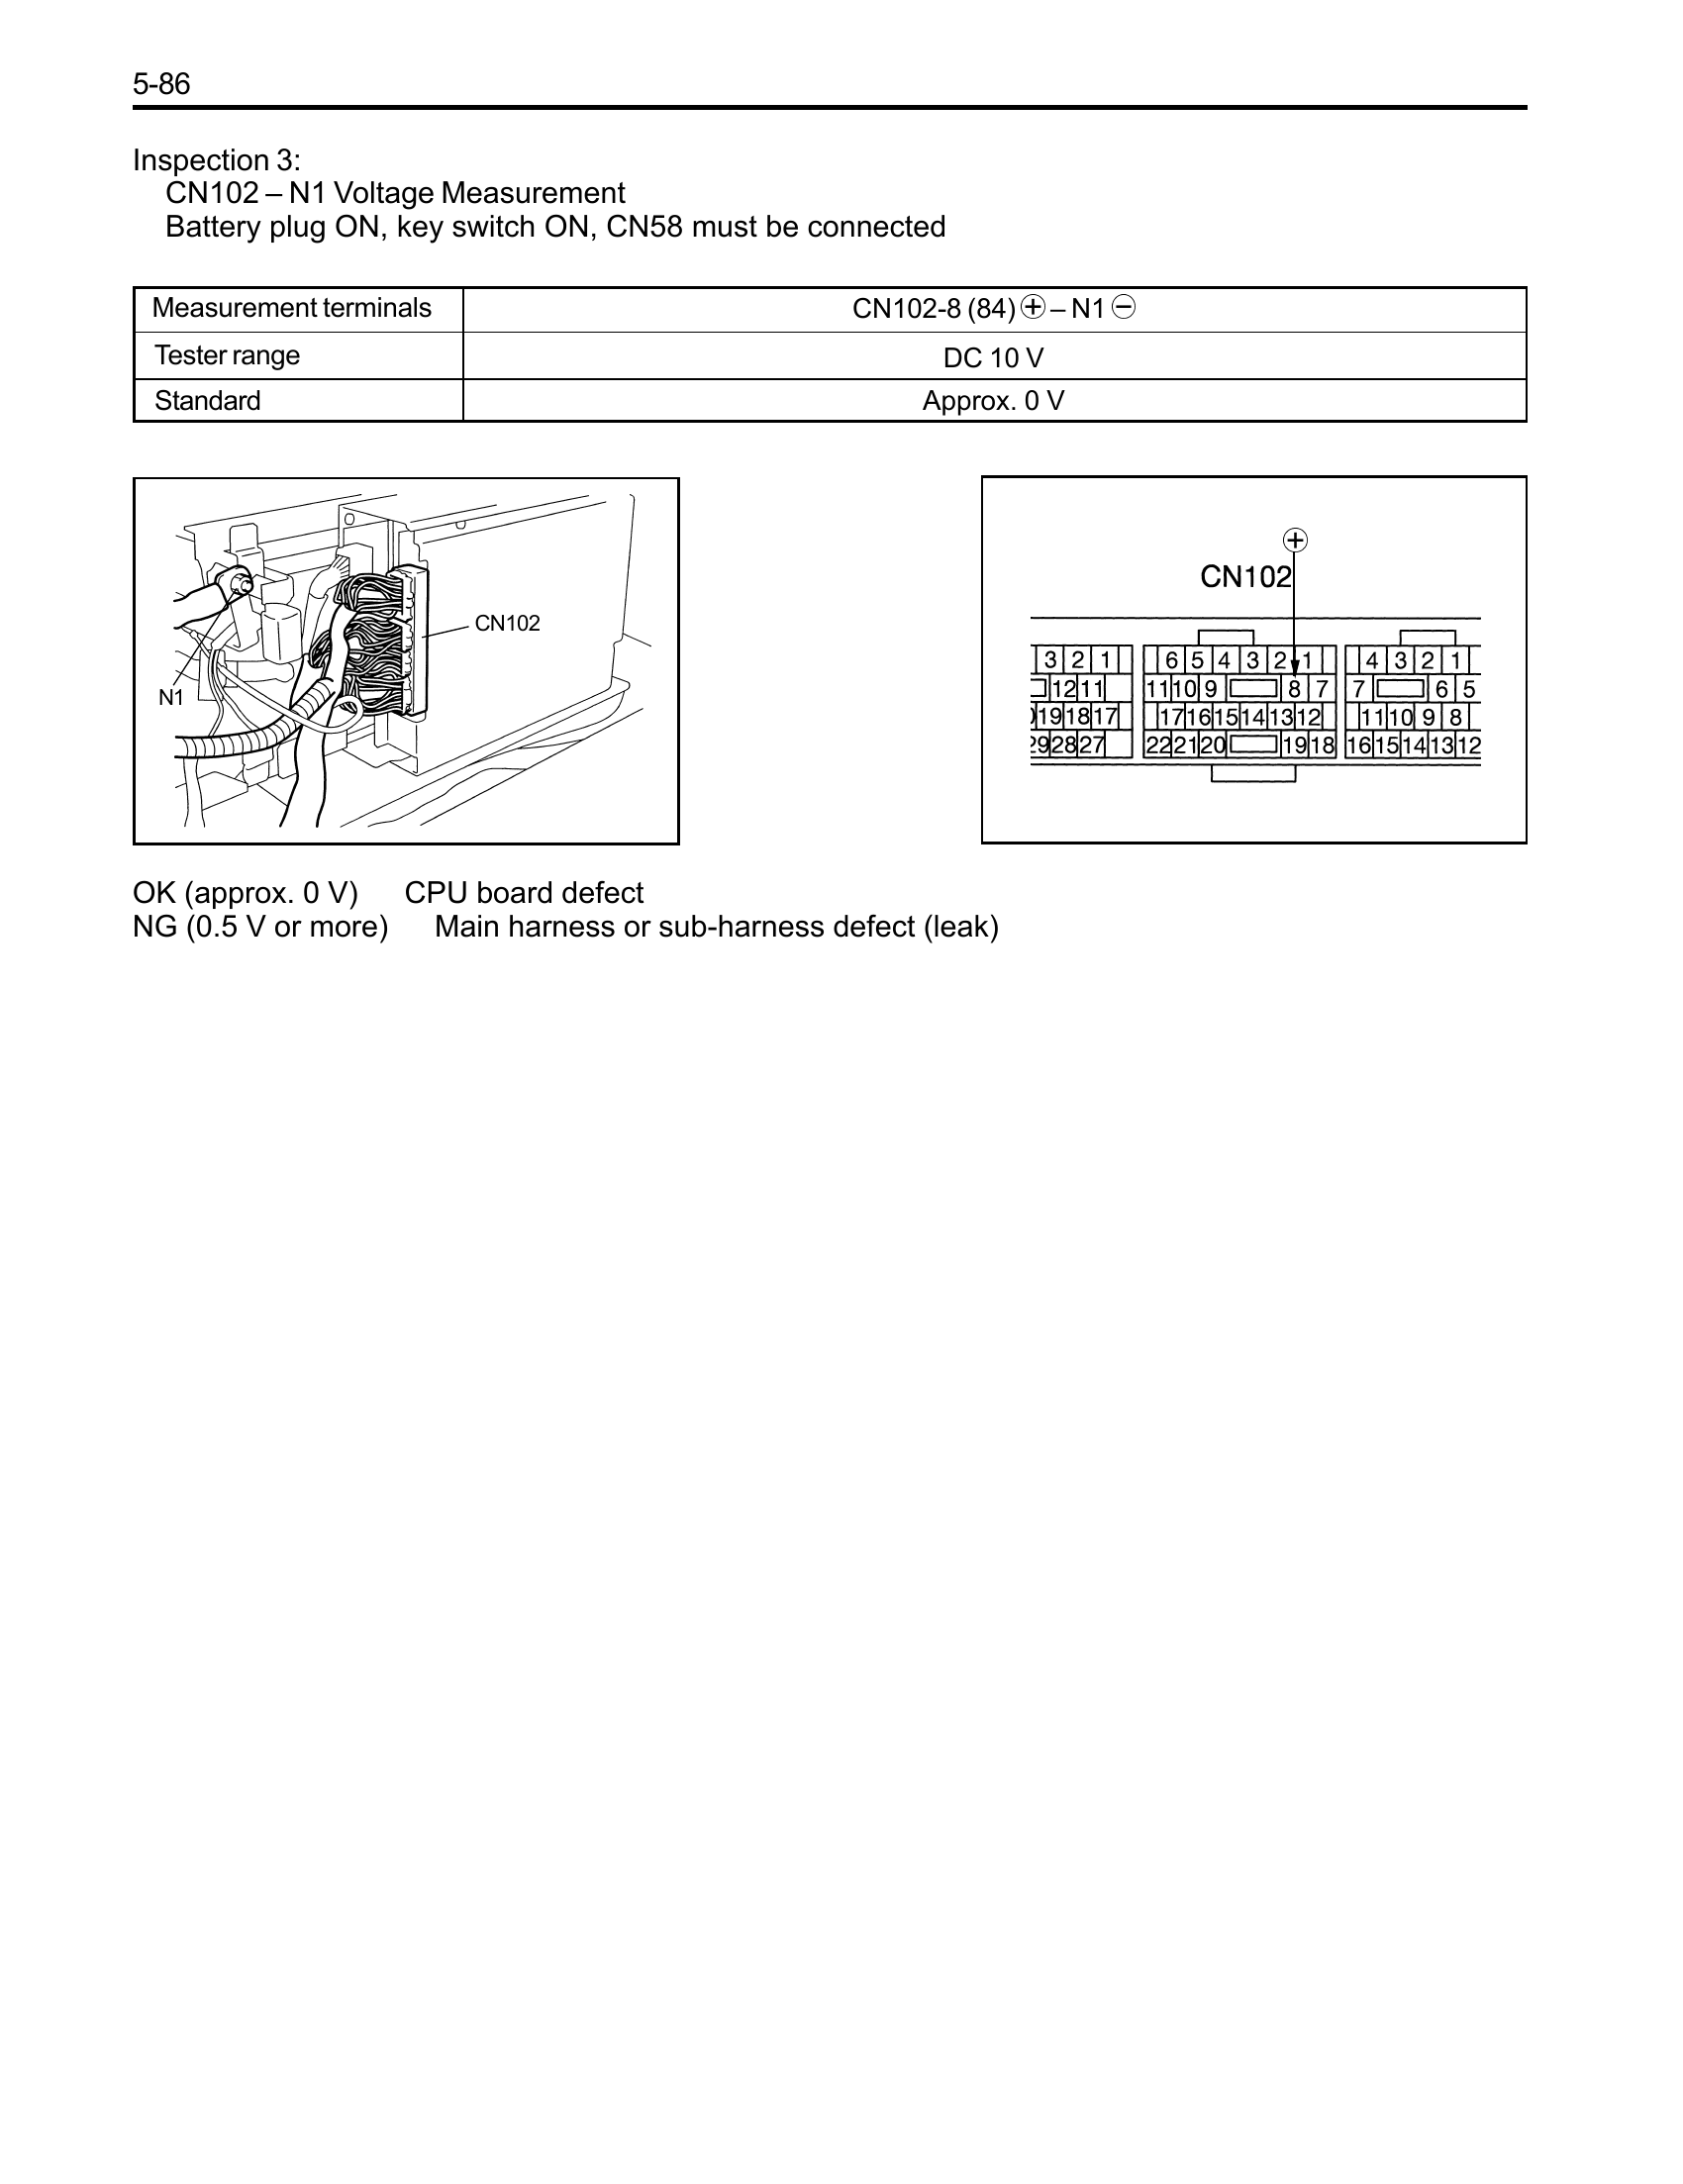 5-86
Inspection 3:
CN102 – N1 Voltage Measurement
Battery plug ON, key switch ON, CN58 must be connected
Measurement terminals CN102-8 (84) ⊕ – N1 ⊖
Tester range DC 10 V
Standard Approx. 0 V
CN102
N1
⊕
CN102
3 2 1 6 5 4 3 2 1 4 3 2 1
12 11 11 10 9 8 7 7 6 5
19 18 17 17 16 15 14 13 12 11 10 9 8
29 28 27 22 21 20 19 18 16 15 14 13 12
OK (approx. 0 V) CPU board defect
NG (0.5 V or more) Main harness or sub-harness defect (leak)